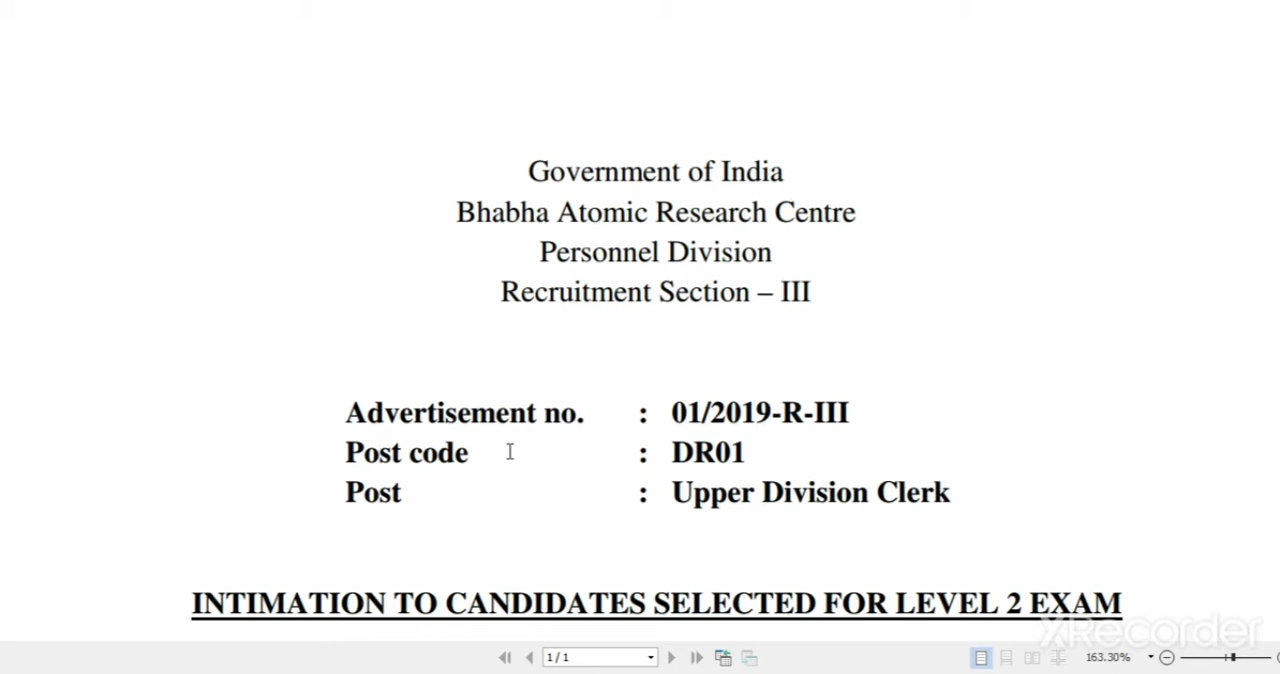 Government of India
Bhabha Atomic Research Centre
Personnel Division
Recruitment Section – III
Advertisement no. : 01/2019-R-III
Post code : DR01
Post : Upper Division Clerk
INTIMATION TO CANDIDATES SELECTED FOR LEVEL 2 EXAM
XRecorder
1/1 163.30%